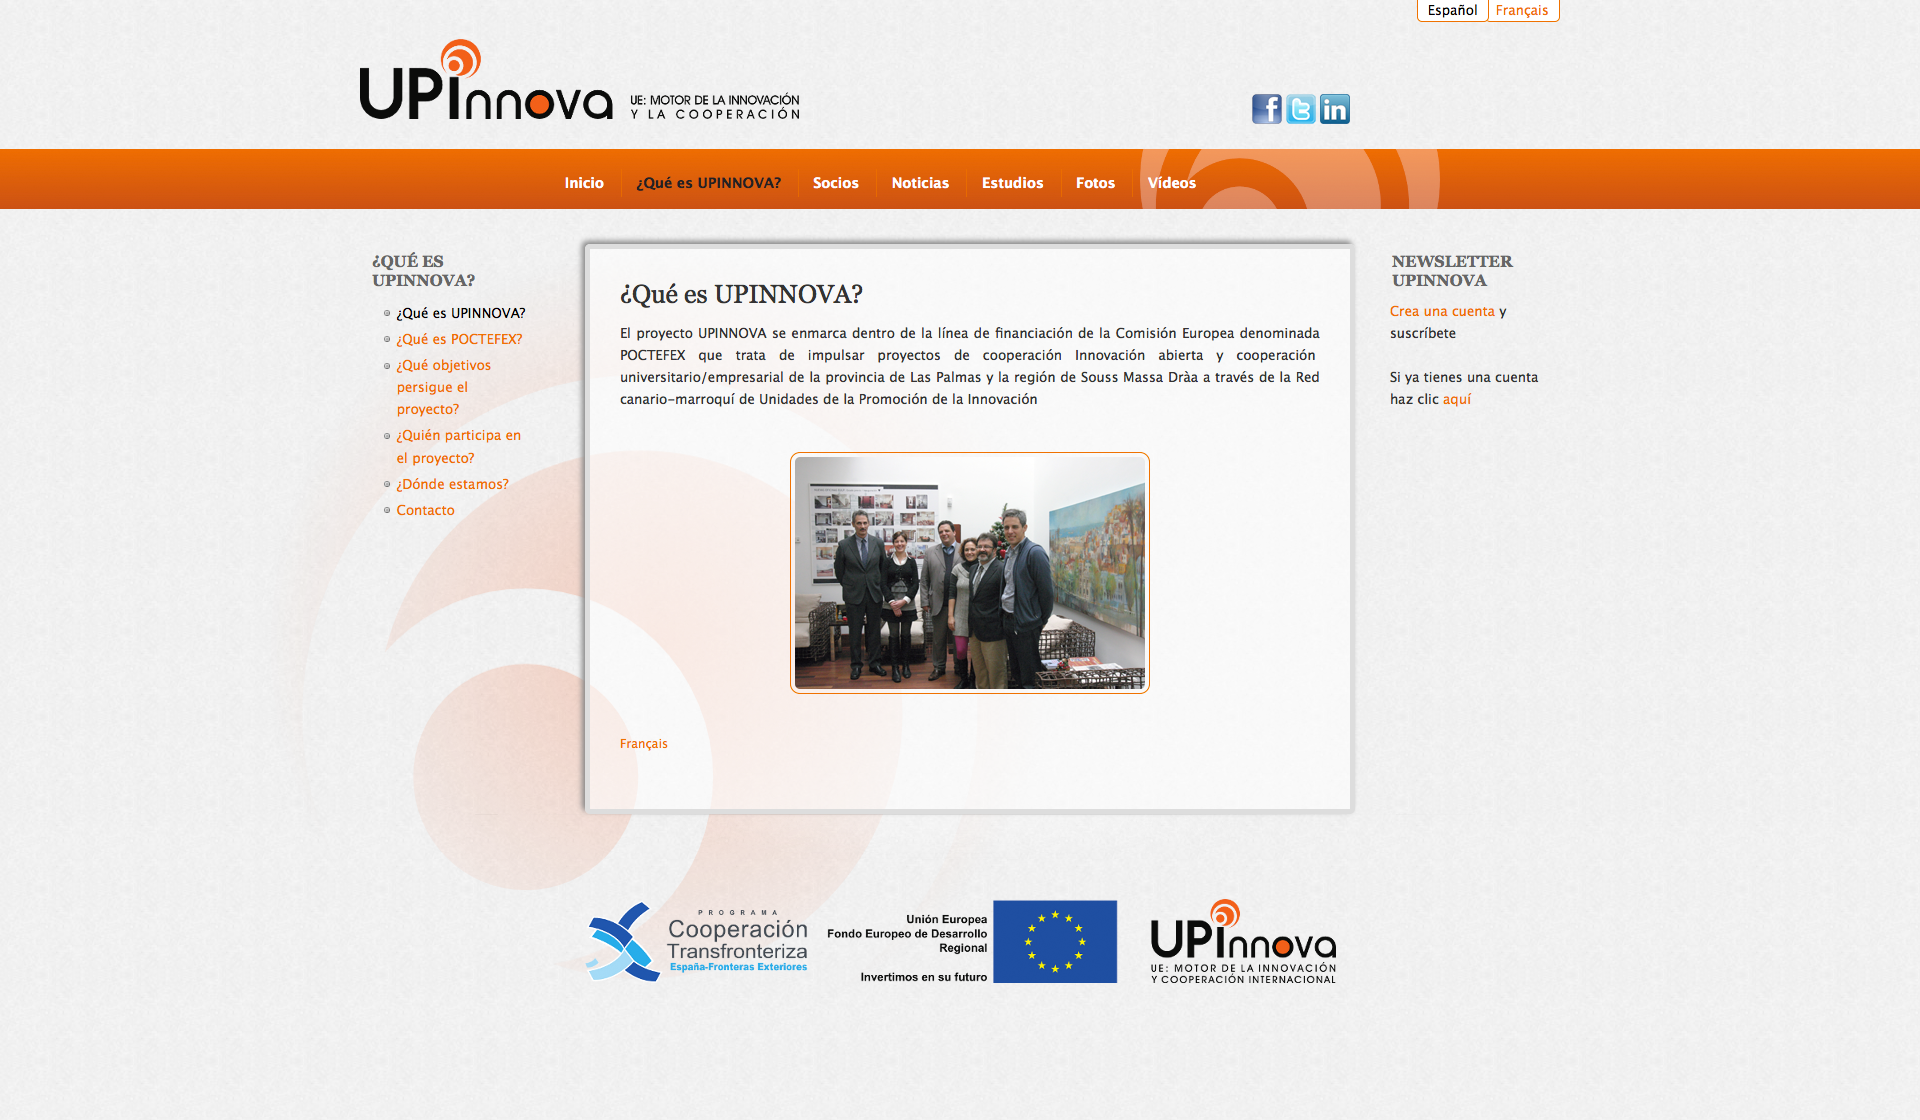 Español Français
UPInnova UE: MOTOR DE LA INNOVACIÓN
Y LA COOPERACIÓN
Inicio ¿Qué es UPINNOVA? Socios Noticias Estudios Fotos Vídeos
¿QUÉ ES
UPINNOVA?
¿Qué es UPINNOVA?
¿Qué es POCTEFEX?
¿Qué objetivos
persigue el
proyecto?
¿Quién participa en
el proyecto?
¿Dónde estamos?
Contacto
¿Qué es UPINNOVA?
El proyecto UPINNOVA se enmarca dentro de la línea de financiación de la Comisión Europea denominada
POCTEFEX que trata de impulsar proyectos de cooperación Innovación abierta y cooperación
universitario/empresarial de la provincia de Las Palmas y la región de Souss Massa Dràa a través de la Red
canario-marroquí de Unidades de la Promoción de la Innovación
Français
NEWSLETTER
UPINNOVA
Crea una cuenta y
suscríbete
Si ya tienes una cuenta
haz clic aquí
PROGRAMA
Cooperación
Transfronteriza
España-Fronteras Exteriores
Unión Europea
Fondo Europeo de Desarrollo
Regional
Invertimos en su futuro
UPInnova
UE: MOTOR DE LA INNOVACIÓN
Y COOPERACIÓN INTERNACIONAL